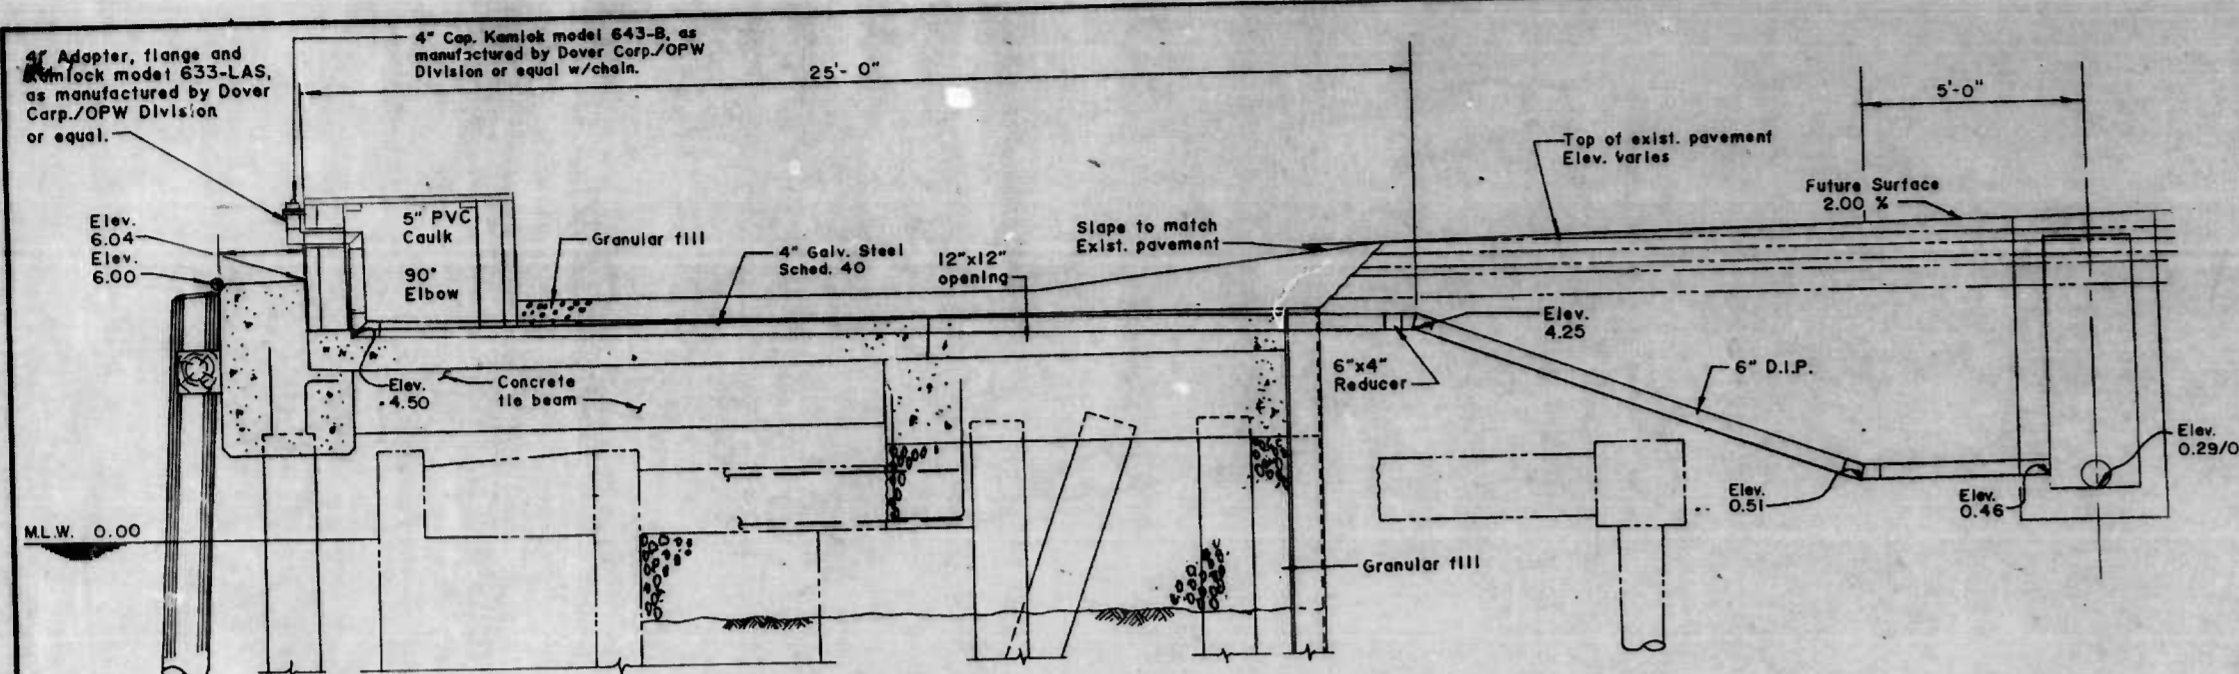 4" Adapter, flange and
Kamlock model 633-LAS,
as manufactured by Dover
Carp./OPW Division
or equal.
4" Cap. Kamlok model 643-B, as
manufactured by Dover Corp./OPW
Division or equal w/chain.
25'- 0"
5'-0"
Top of exist. pavement
Elev. Varies
Future Surface
2.00 %
Elev.
6.04
Elev.
6.00
5" PVC
Caulk
90°
Elbow
Granular fill
4" Galv. Steel
Sched. 40
12"x12"
opening
Slope to match
Exist. pavement
Elev.
4.25
6"x4"
Reducer
6" D.I.P.
Elev.
4.50
Concrete
tie beam
Elev.
0.29/0
Elev.
0.51
Elev.
0.46
M.L.W. 0.00
Granular fill